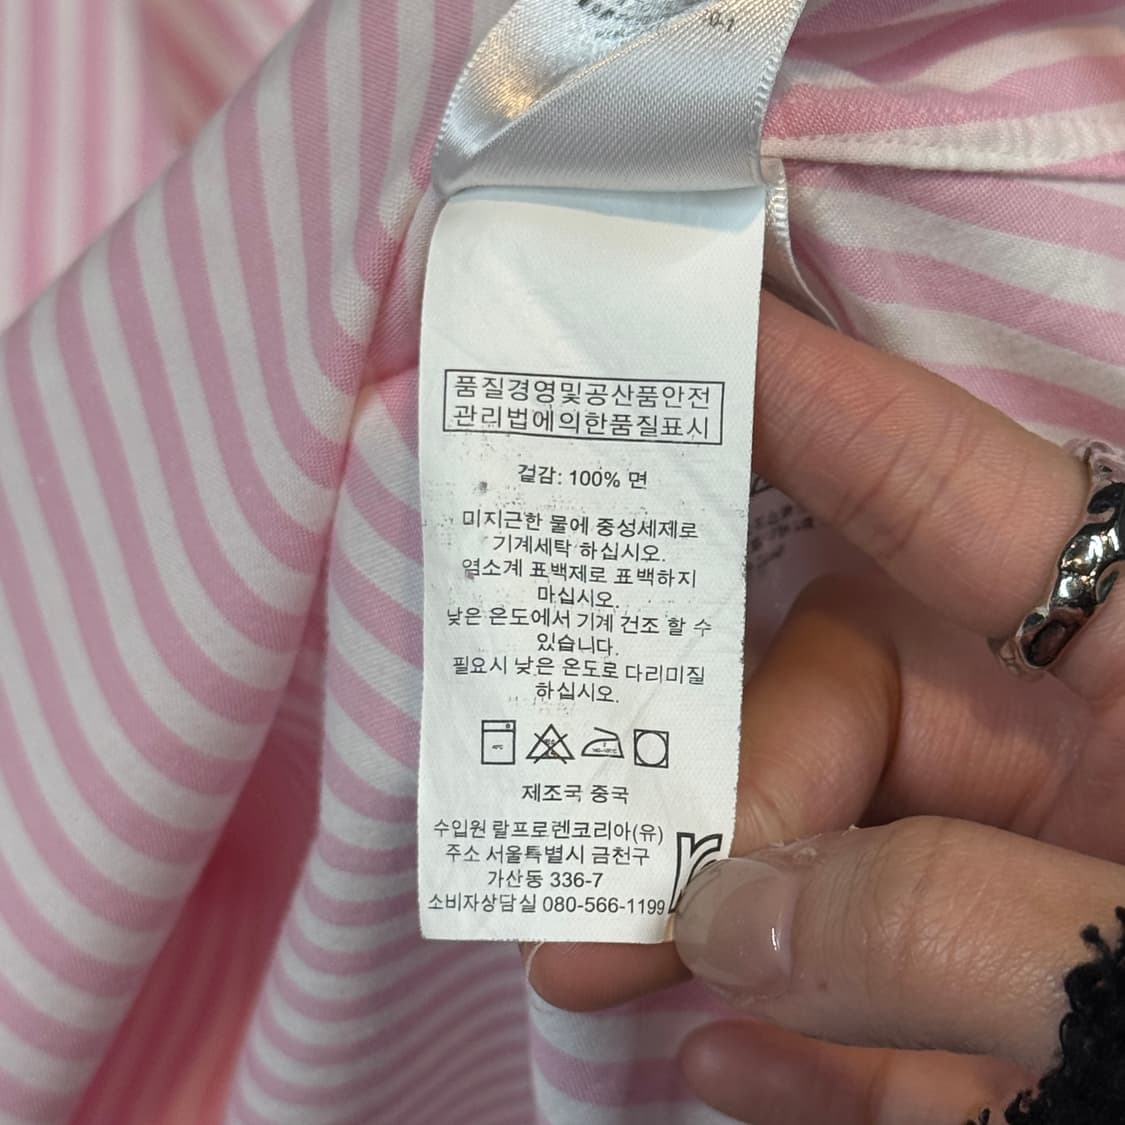 품질경영및공산품안전
관리법에의한품질표시
겉감: 100% 면
미지근한 물에 중성세제로
기계세탁 하십시오.
염소계 표백제로 표백하지
마십시오.
낮은 온도에서 기계 건조 할 수
있습니다.
필요시 낮은 온도로 다리미질
하십시오.
40℃
제조국 중국
수입원 랄프로렌코리아(유)
주소 서울특별시 금천구
가산동 336-7
소비자상담실 080-566-1199